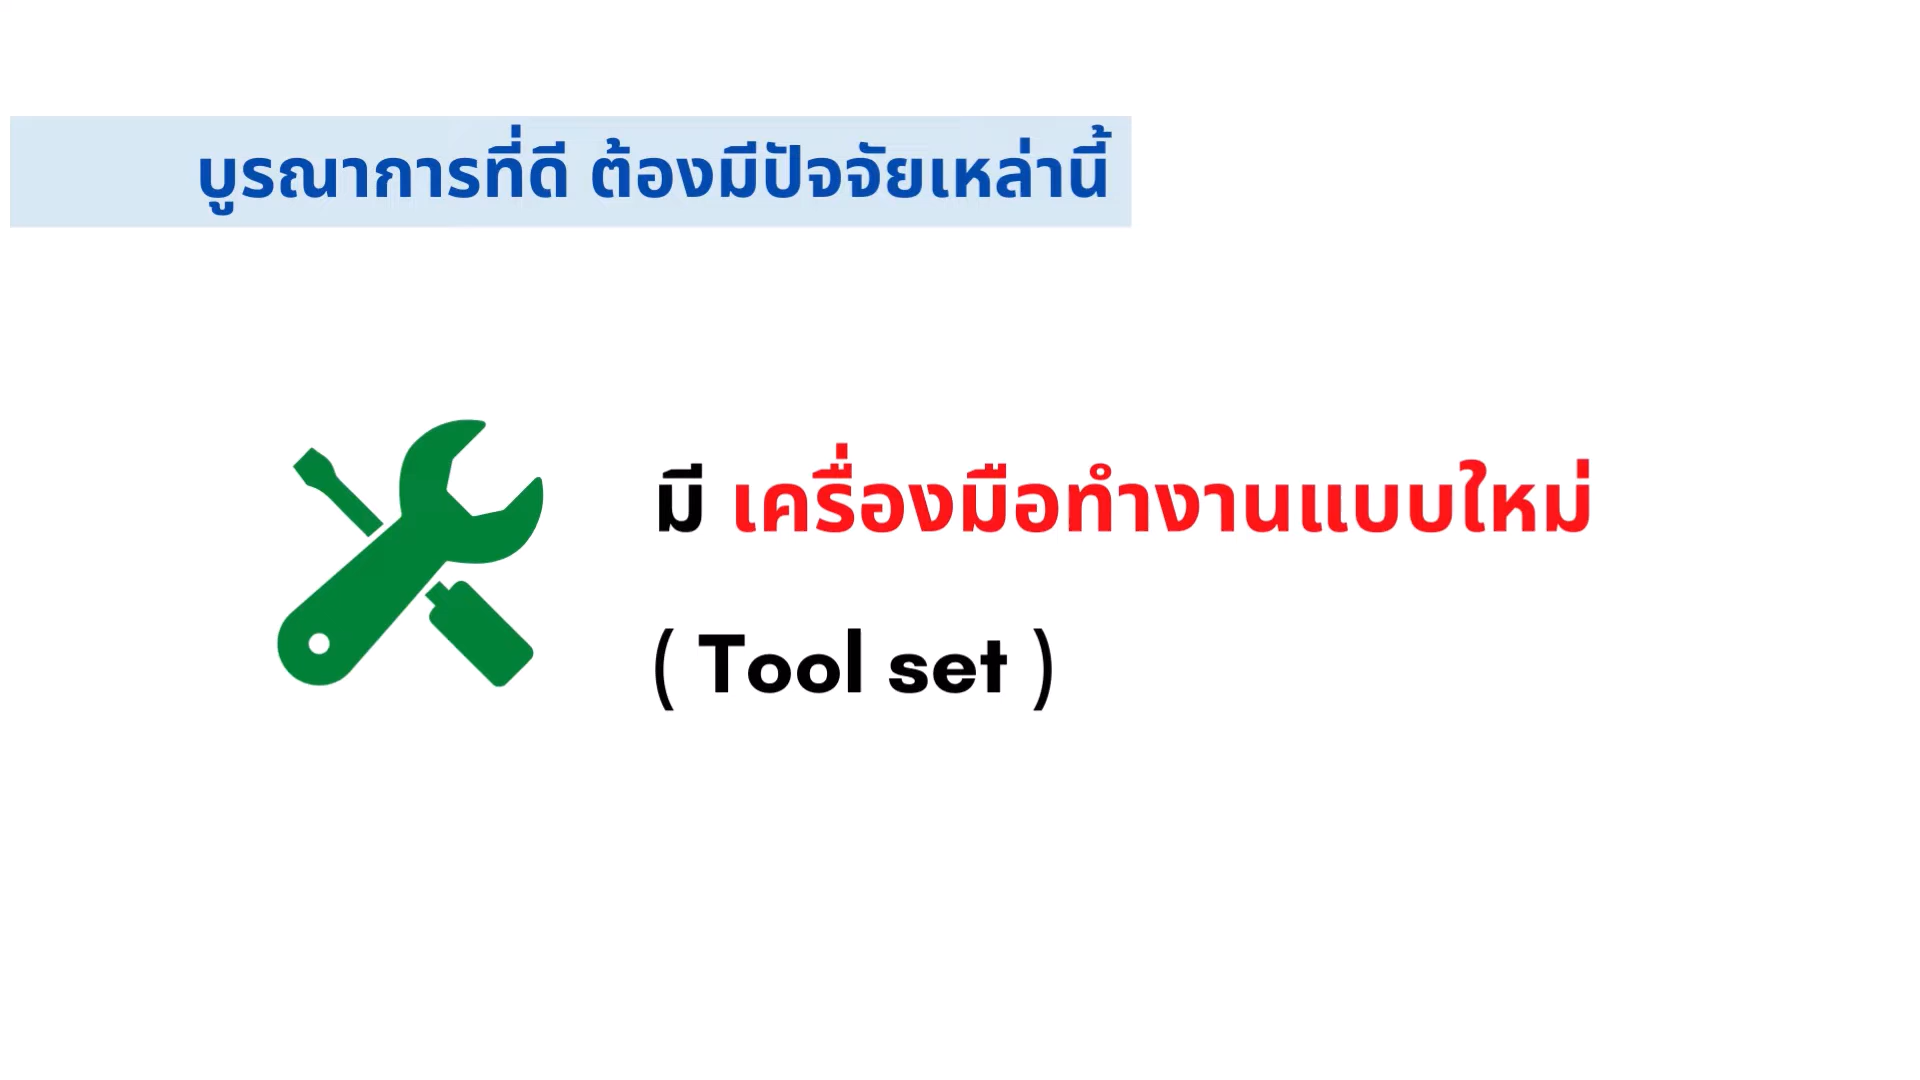 บูรณาการที่ดี ต้องมีปัจจัยเหล่านี้
มี เครื่องมือทำงานแบบใหม่
( Tool set )